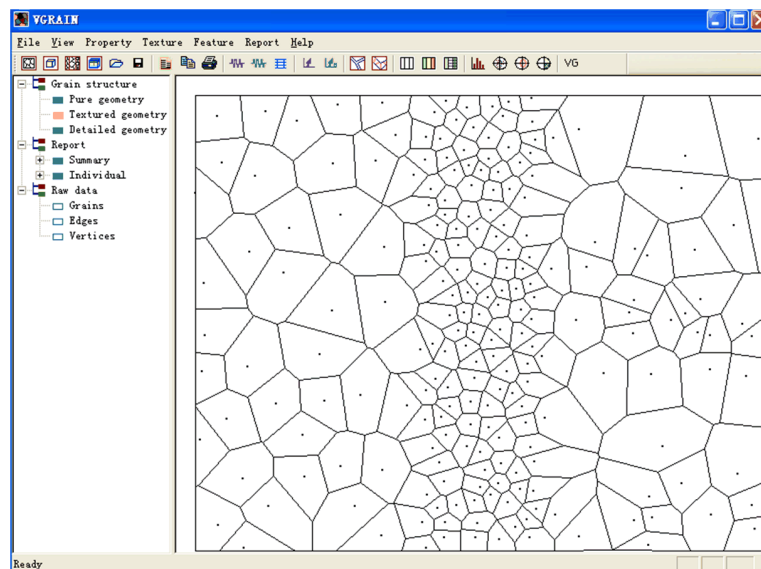 VGRAIN
File View Property Texture Feature Report Help
VG
Grain structure
Pure geometry
Textured geometry
Detailed geometry
Report
Summary
Individual
Raw data
Grains
Edges
Vertices
Ready